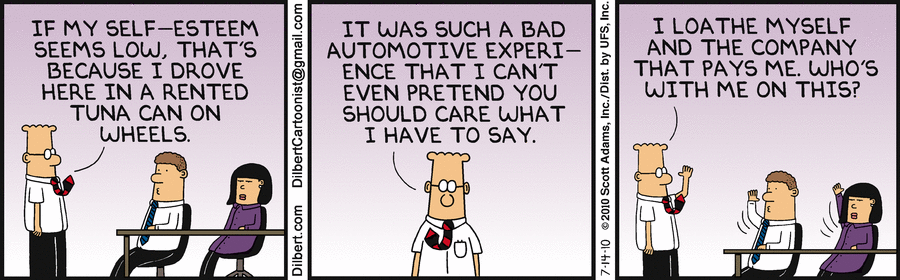 IF MY SELF-ESTEEM
SEEMS LOW, THAT'S
BECAUSE I DROVE
HERE IN A RENTED
TUNA CAN ON
WHEELS.
Dilbert.com DilbertCartoonist@gmail.com
IT WAS SUCH A BAD
AUTOMOTIVE EXPERI-
ENCE THAT I CAN'T
EVEN PRETEND YOU
SHOULD CARE WHAT
I HAVE TO SAY.
7-14-10 ©2010 Scott Adams, Inc./Dist. by UFS, Inc.
I LOATHE MYSELF
AND THE COMPANY
THAT PAYS ME. WHO'S
WITH ME ON THIS?